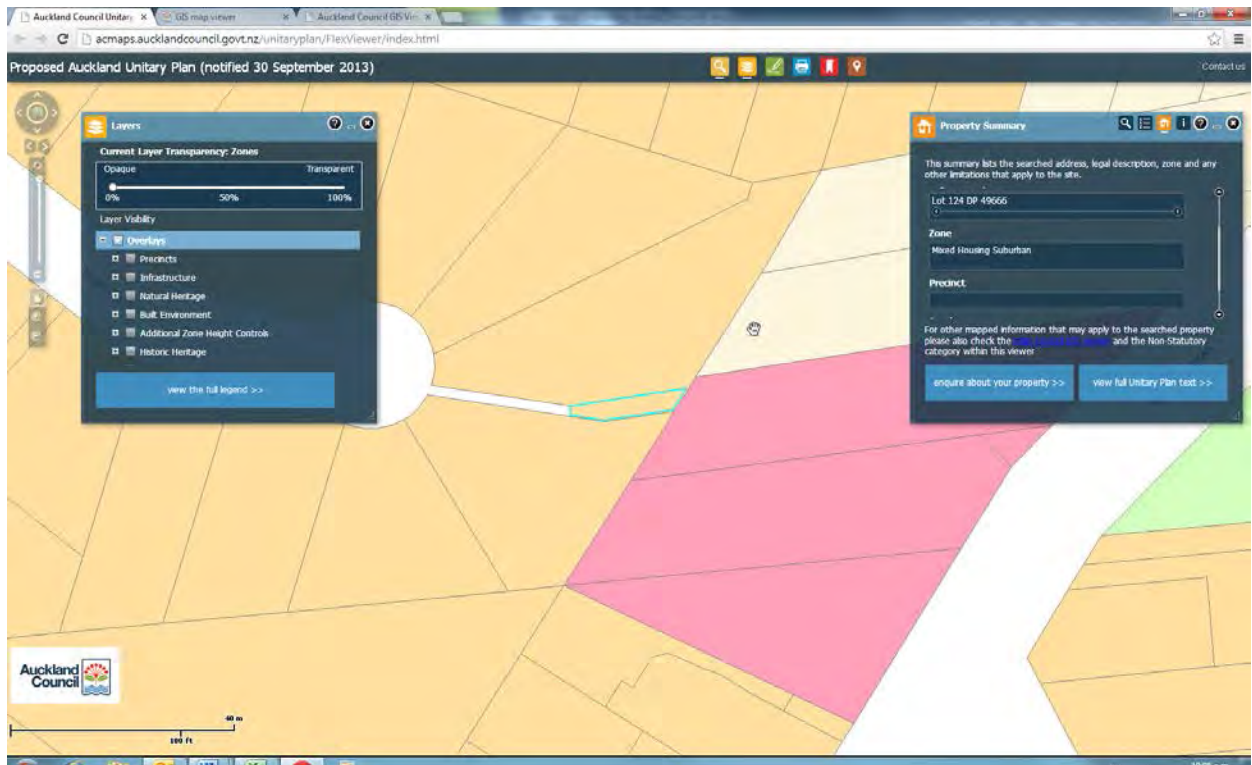 Auckland Council Unitary
GIS map viewer
Auckland Council GIS Vie
acmaps.aucklandcouncil.govt.nz/unitaryplan/FlexViewer/index.html
Proposed Auckland Unitary Plan (notified 30 September 2013)
Contact us
Layers
Current Layer Transparency: Zones
Opaque Transparent
0% 50% 100%
Layer Visibility
Overlays
Precincts
Infrastructure
Natural Heritage
Built Environment
Additional Zone Height Controls
Historic Heritage
view the full legend >>
Property Summary
This summary lists the searched address, legal description, zone and any
other limitations that apply to the site.
Lot 124 DP 49666
Zone
Mixed Housing Suburban
Precinct
For other mapped information that may apply to the searched property
please also check the
and the Non-Statutory
category within this viewer
enquire about your property >>
view full Unitary Plan text >>
Auckland
Council
40 m
100 ft